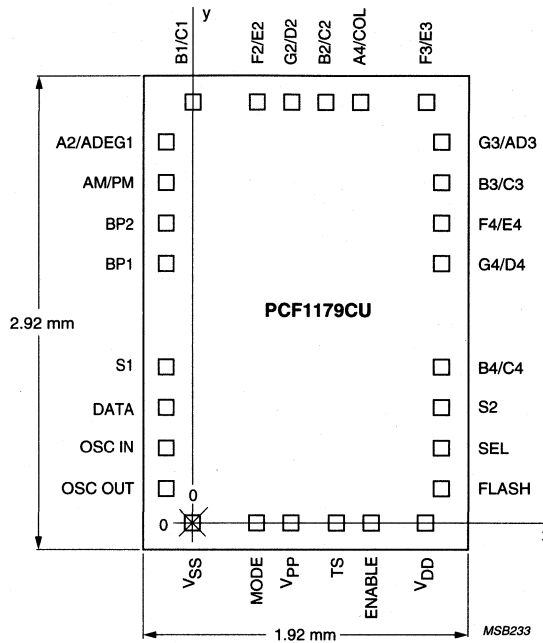 B1/C1
y
F2/E2
G2/D2
B2/C2
A4/COL
F3/E3
A2/ADEG1
G3/AD3
AM/PM
B3/C3
BP2
F4/E4
BP1
G4/D4
PCF1179CU
2.92 mm
S1
B4/C4
DATA
S2
OSC IN
SEL
OSC OUT
0
FLASH
0
VSS
MODE
VPP
TS
ENABLE
VDD
1.92 mm
MSB233